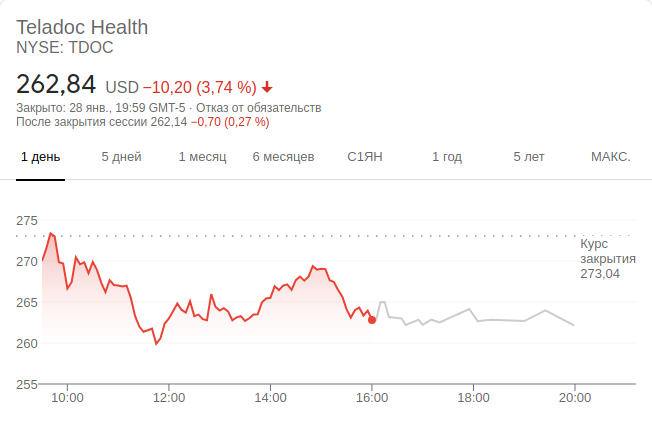 Teladoc Health
NYSE: TDOC
262,84 USD −10,20 (3,74 %)
Закрыто: 28 янв., 19:59 GMT-5 · Отказ от обязательств
После закрытия сессии 262,14 −0,70 (0,27 %)
1 день 5 дней 1 месяц 6 месяцев С1ЯН 1 год 5 лет МАКС.
275
Курс
закрытия
273,04
270
265
260
255
10:00 12:00 14:00 16:00 18:00 20:00